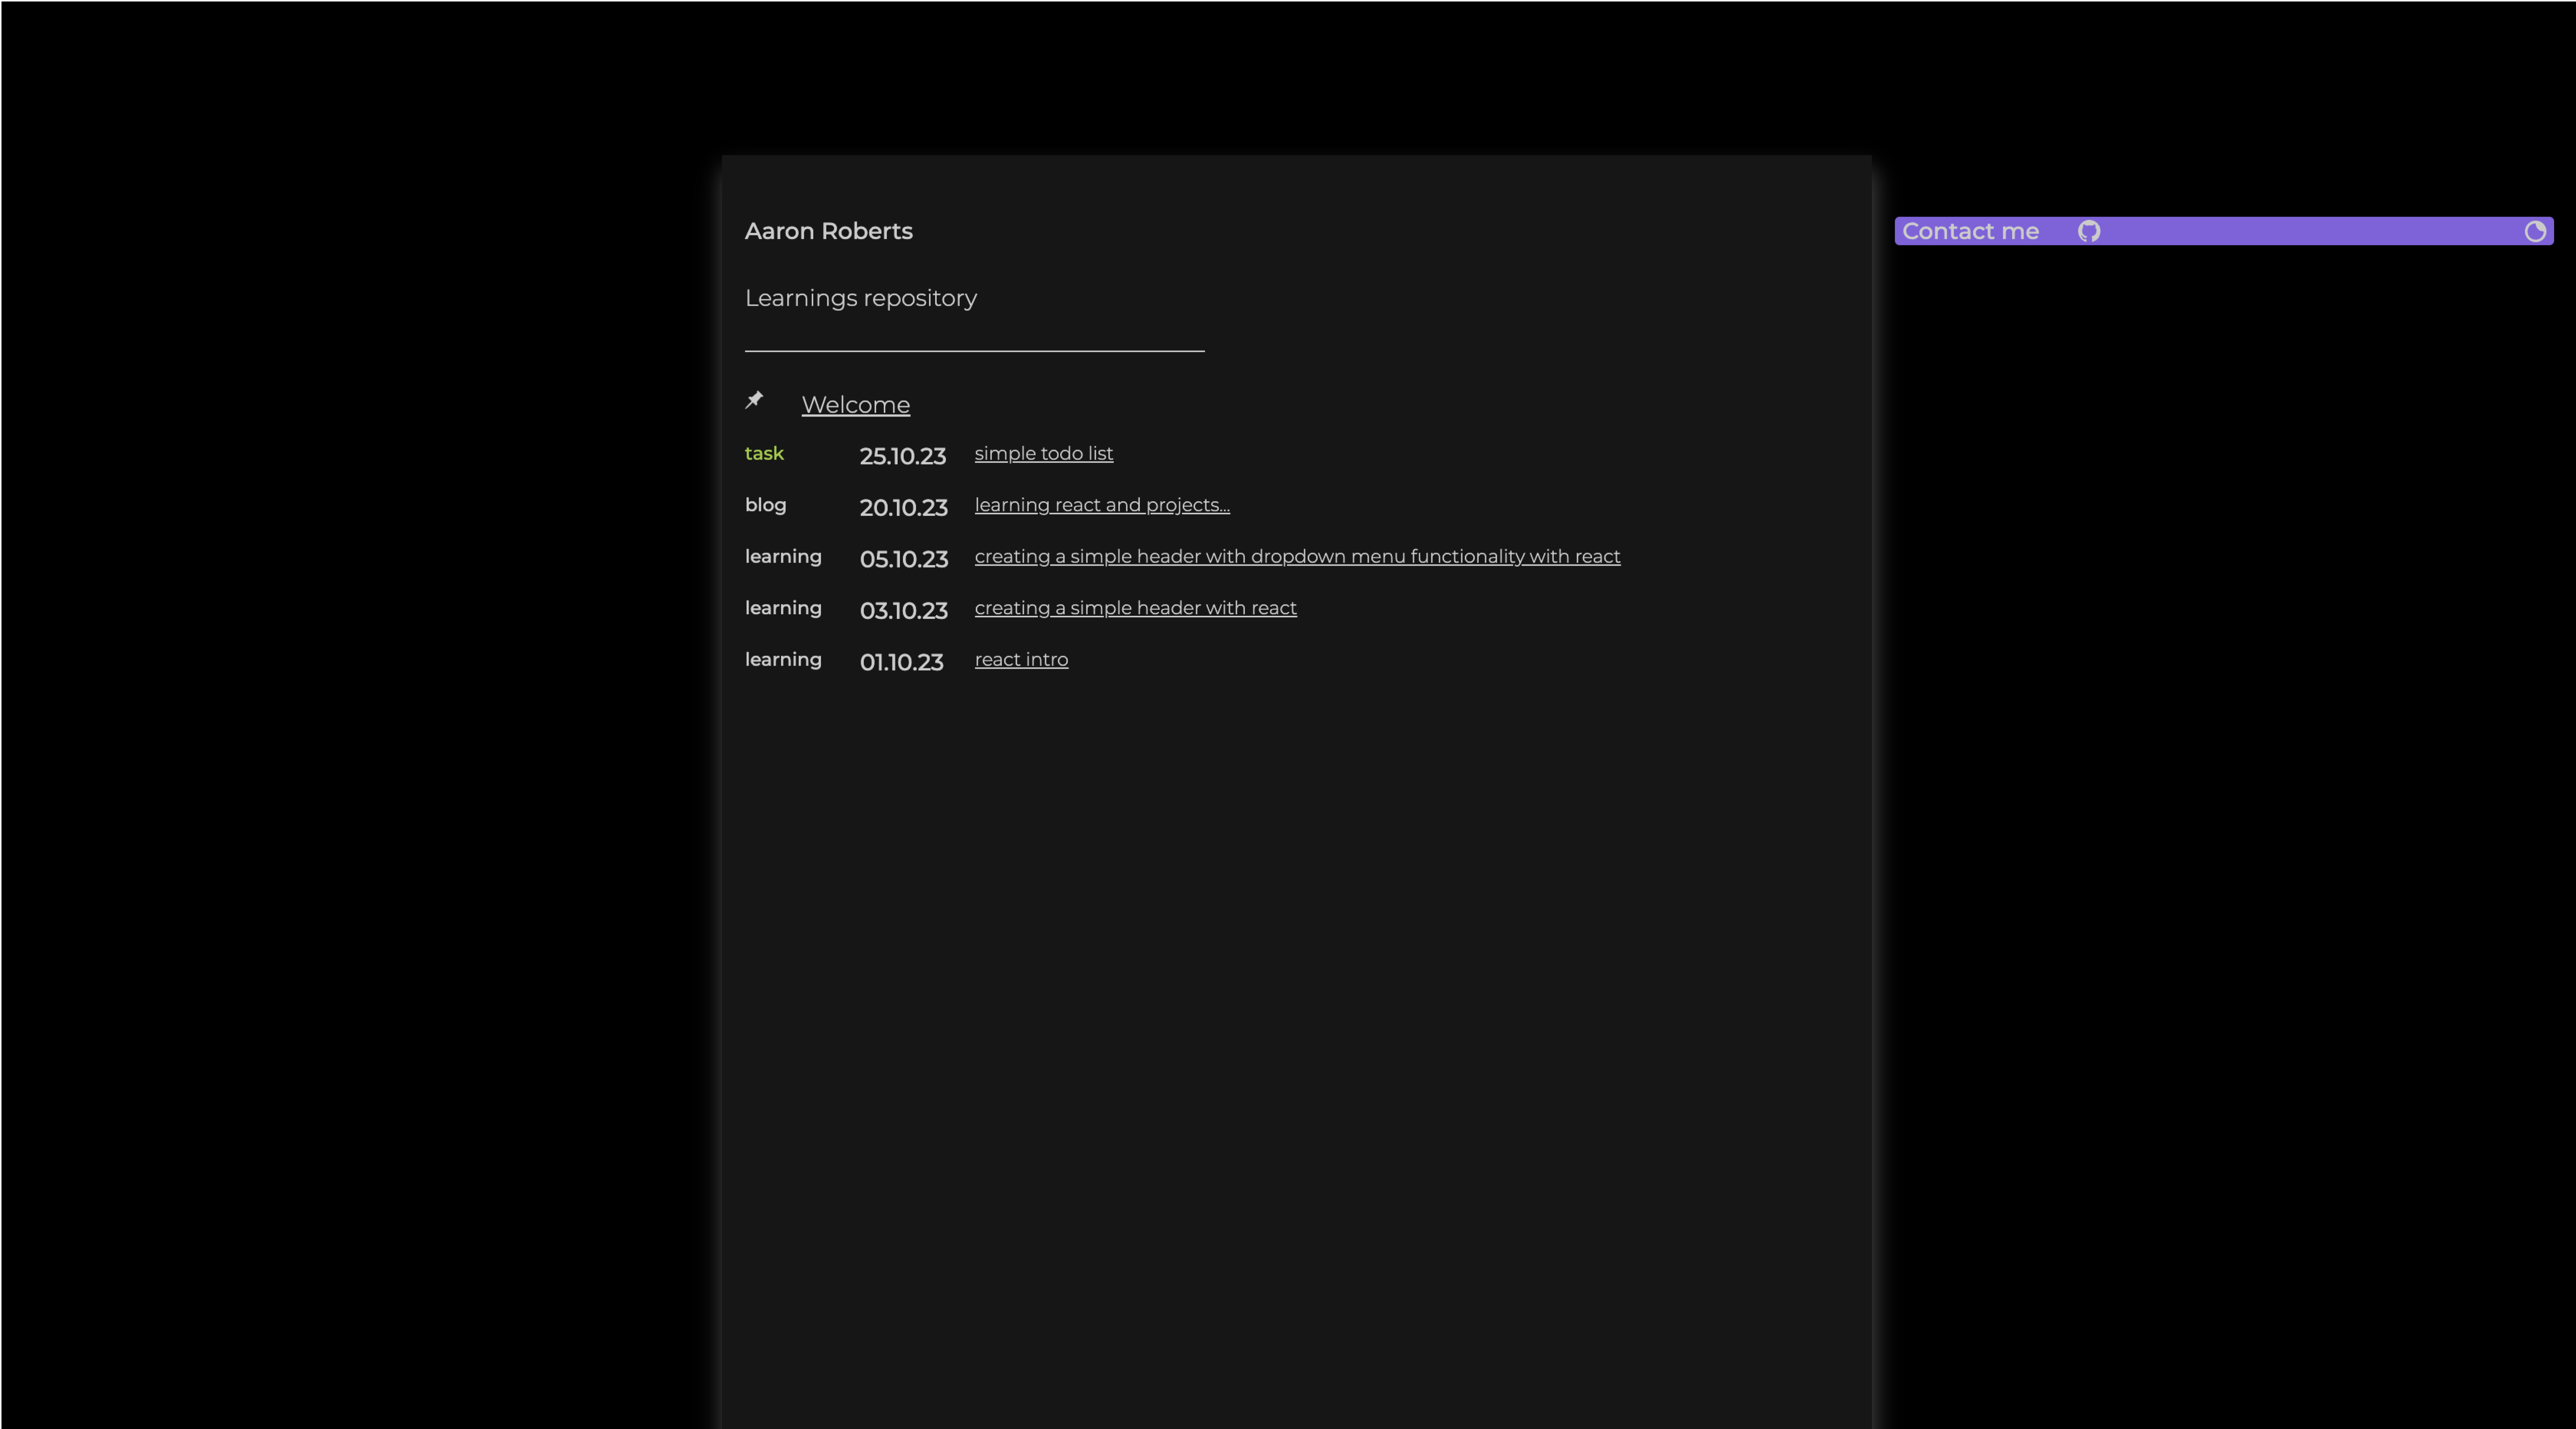 Aaron Roberts
Contact me
Learnings repository
Welcome
task 25.10.23 simple todo list
blog 20.10.23 learning react and projects...
learning 05.10.23 creating a simple header with dropdown menu functionality with react
learning 03.10.23 creating a simple header with react
learning 01.10.23 react intro